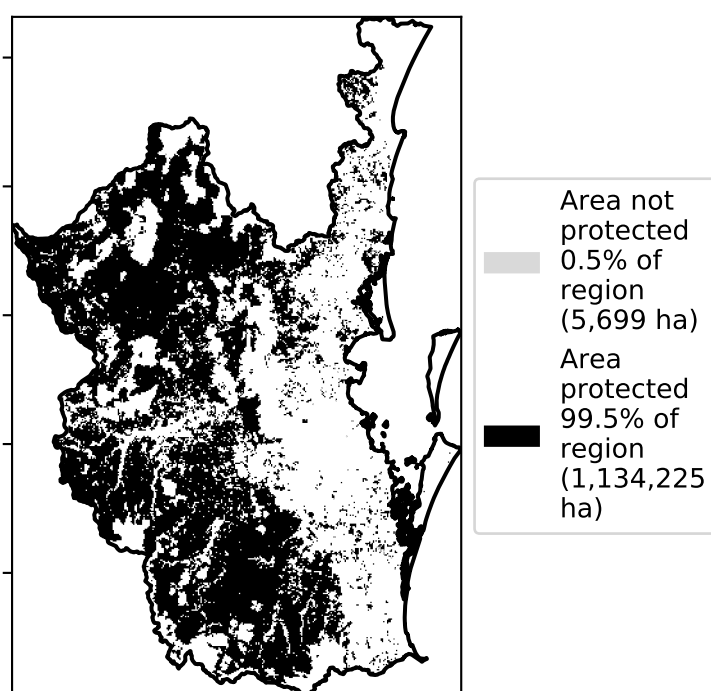 Area not
protected
0.5% of
region
(5,699 ha)
Area
protected
99.5% of
region
(1,134,225
ha)